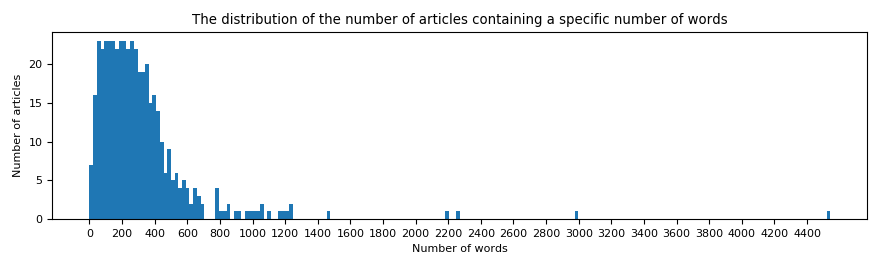 The distribution of the number of articles containing a specific number of words
Number of articles
20
15
10
5
0
0 200 400 600 800 1000 1200 1400 1600 1800 2000 2200 2400 2600 2800 3000 3200 3400 3600 3800 4000 4200 4400
Number of words